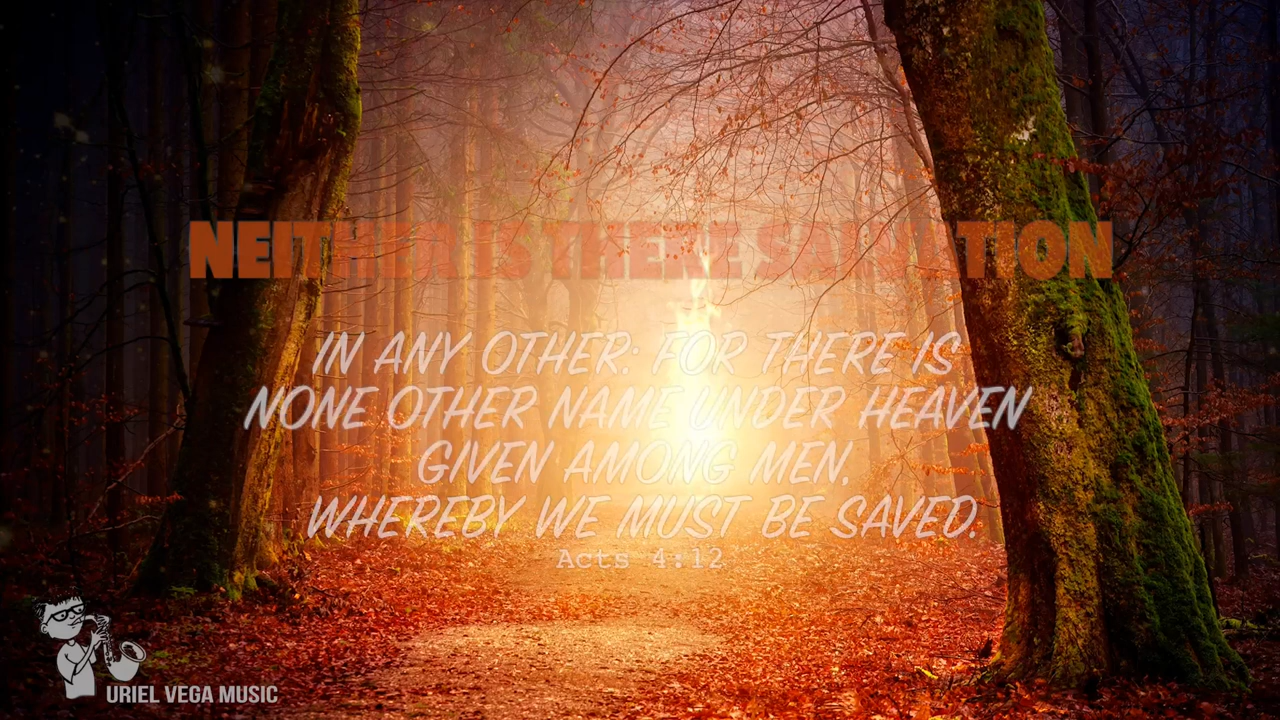 NEITHER IS THERE SALVATION
IN ANY OTHER: FOR THERE IS
NONE OTHER NAME UNDER HEAVEN
GIVEN AMONG MEN,
WHEREBY WE MUST BE SAVED.
Acts 4:12
URIEL VEGA MUSIC